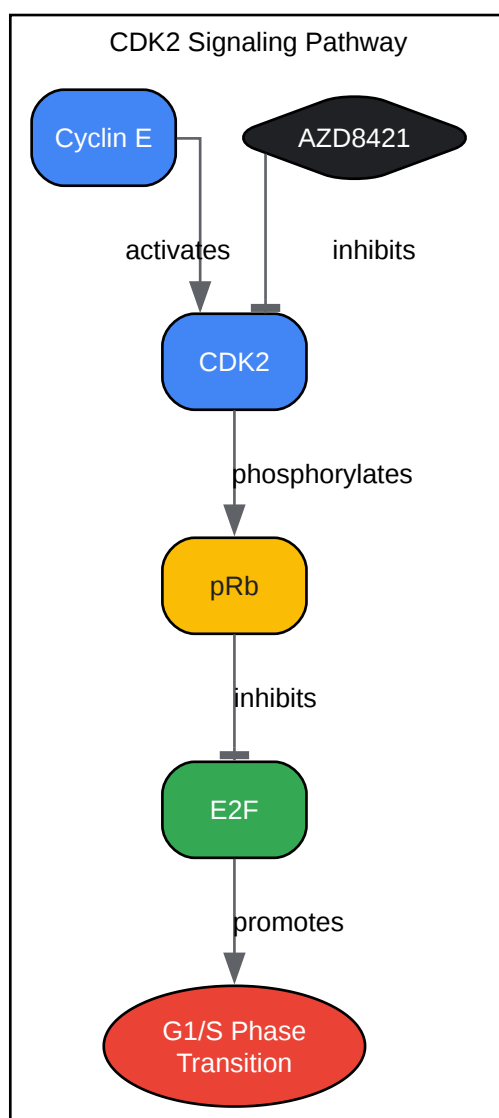 CDK2 Signaling Pathway
Cyclin E
AZD8421
activates
inhibits
CDK2
phosphorylates
pRb
inhibits
E2F
promotes
G1/S Phase
Transition